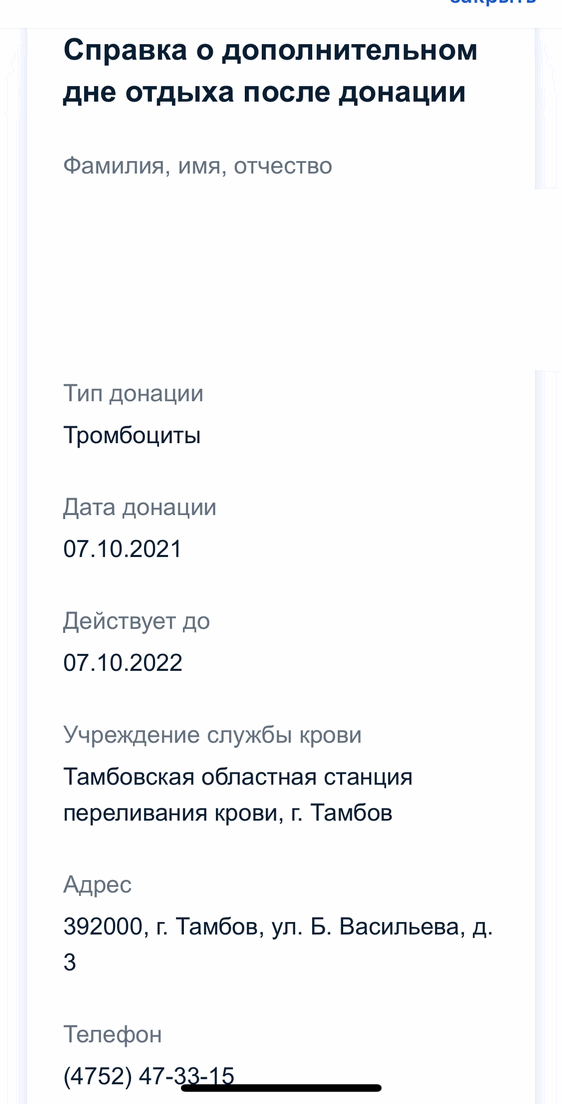 закрыть
Справка о дополнительном
дне отдыха после донации
Фамилия, имя, отчество
Тип донации
Тромбоциты
Дата донации
07.10.2021
Действует до
07.10.2022
Учреждение службы крови
Тамбовская областная станция
переливания крови, г. Тамбов
Адрес
392000, г. Тамбов, ул. Б. Васильева, д.
3
Телефон
(4752) 47-33-15